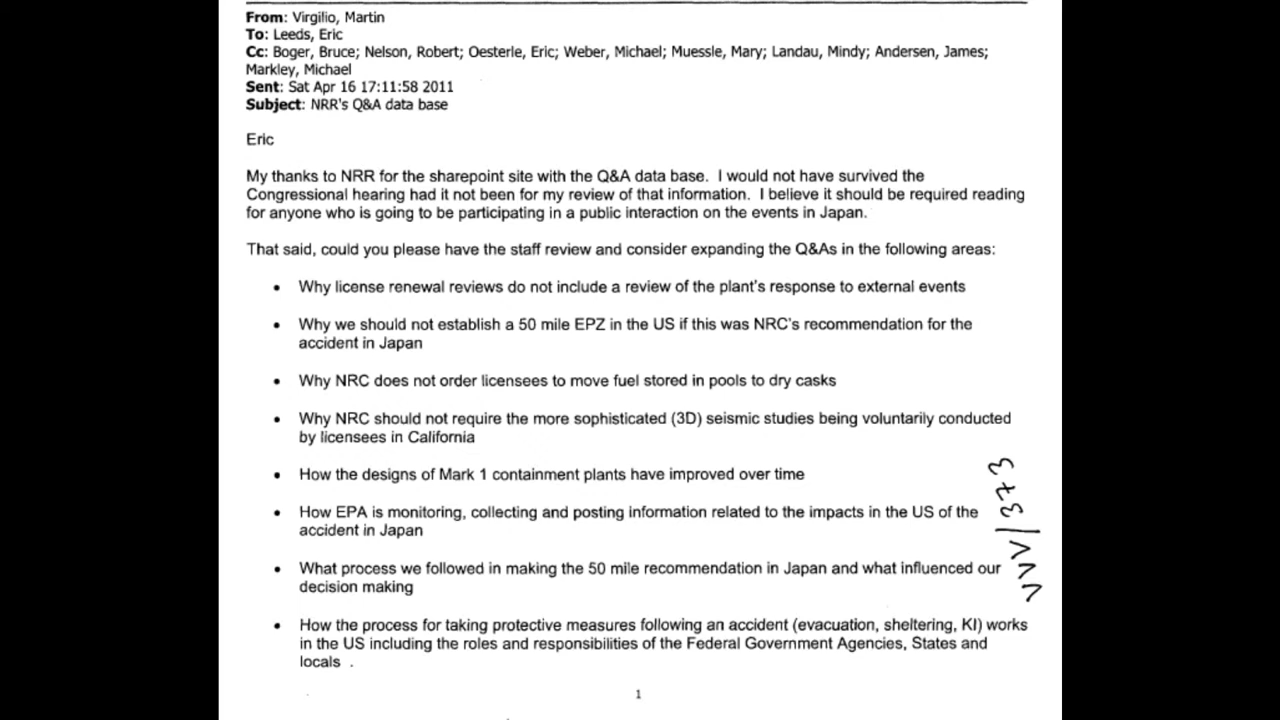 From: Virgilio, Martin
To: Leeds, Eric
Cc: Boger, Bruce; Nelson, Robert; Oesterle, Eric; Weber, Michael; Muessle, Mary; Landau, Mindy; Andersen, James;
Markley, Michael
Sent: Sat Apr 16 17:11:58 2011
Subject: NRR's Q&A data base
Eric
My thanks to NRR for the sharepoint site with the Q&A data base. I would not have survived the
Congressional hearing had it not been for my review of that information. I believe it should be required reading
for anyone who is going to be participating in a public interaction on the events in Japan.
That said, could you please have the staff review and consider expanding the Q&As in the following areas:
• Why license renewal reviews do not include a review of the plant's response to external events
• Why we should not establish a 50 mile EPZ in the US if this was NRC's recommendation for the
accident in Japan
• Why NRC does not order licensees to move fuel stored in pools to dry casks
• Why NRC should not require the more sophisticated (3D) seismic studies being voluntarily conducted
by licensees in California
• How the designs of Mark 1 containment plants have improved over time
• How EPA is monitoring, collecting and posting information related to the impacts in the US of the
accident in Japan
• What process we followed in making the 50 mile recommendation in Japan and what influenced our
decision making
• How the process for taking protective measures following an accident (evacuation, sheltering, KI) works
in the US including the roles and responsibilities of the Federal Government Agencies, States and
locals .
1